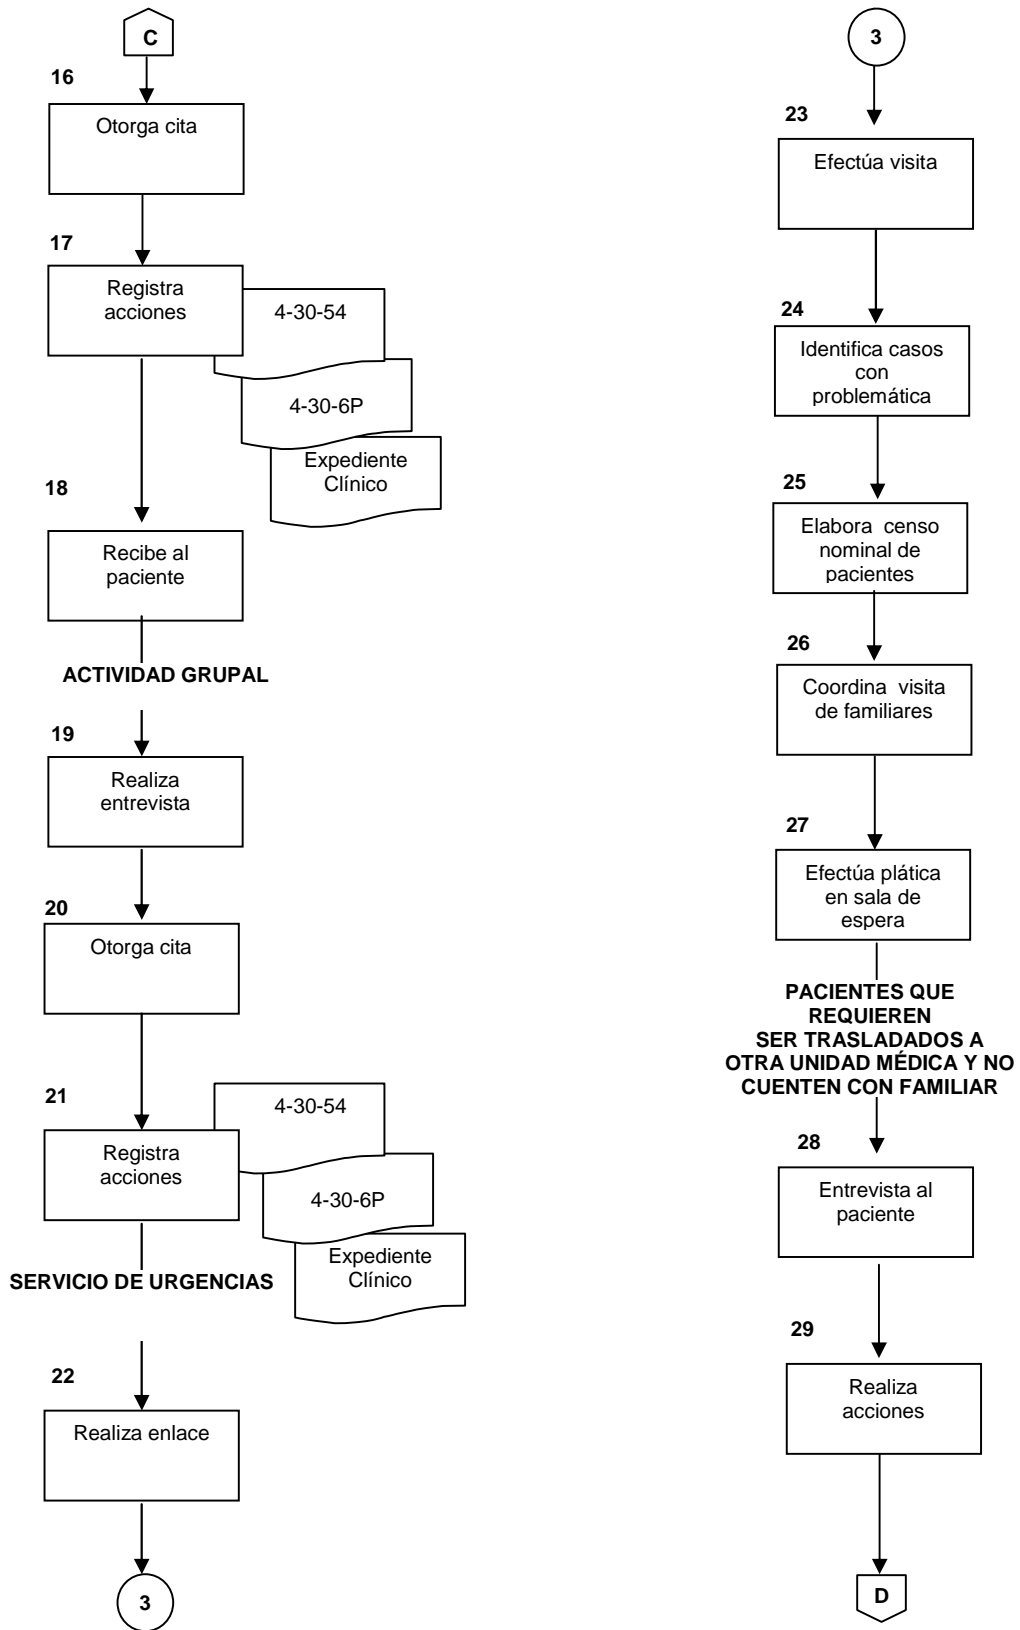 C
16
Otorga cita
17
Registra
acciones
4-30-54
4-30-6P
Expediente
Clínico
18
Recibe al
paciente
ACTIVIDAD GRUPAL
19
Realiza
entrevista
20
Otorga cita
21
Registra
acciones
4-30-54
4-30-6P
Expediente
Clínico
SERVICIO DE URGENCIAS
22
Realiza enlace
3
3
23
Efectúa visita
24
Identifica casos
con
problemática
25
Elabora censo
nominal de
pacientes
26
Coordina visita
de familiares
27
Efectúa plática
en sala de
espera
PACIENTES QUE
REQUIEREN
SER TRASLADADOS A
OTRA UNIDAD MÉDICA Y NO
CUENTEN CON FAMILIAR
28
Entrevista al
paciente
29
Realiza
acciones
D